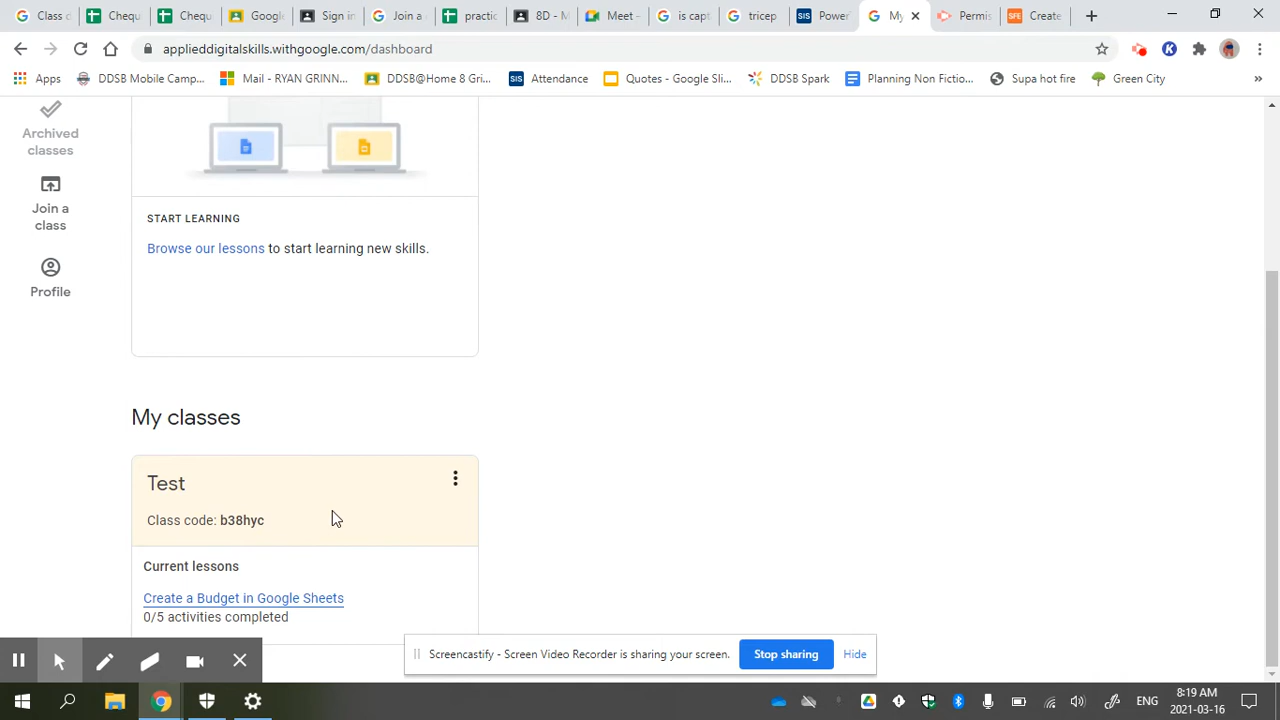 Class c
Chequ
Chequ
Google
Sign in
Join a c
practic
8D - M
Meet -
is capt
tricep
Power
My
Permis
Create
applieddigitalskills.withgoogle.com/dashboard
Apps
DDSB Mobile Camp...
Mail - RYAN GRINN...
DDSB@Home 8 Gri...
SIS
Attendance
Quotes - Google Sli...
DDSB Spark
Planning Non Fictio...
Supa hot fire
Green City
»
Archived
classes
Join a
class
Profile
START LEARNING
Browse our lessons to start learning new skills.
My classes
Test
Class code: b38hyc
Current lessons
Create a Budget in Google Sheets
0/5 activities completed
Screencastify - Screen Video Recorder is sharing your screen.
Stop sharing
Hide
ENG
8:19 AM
2021-03-16